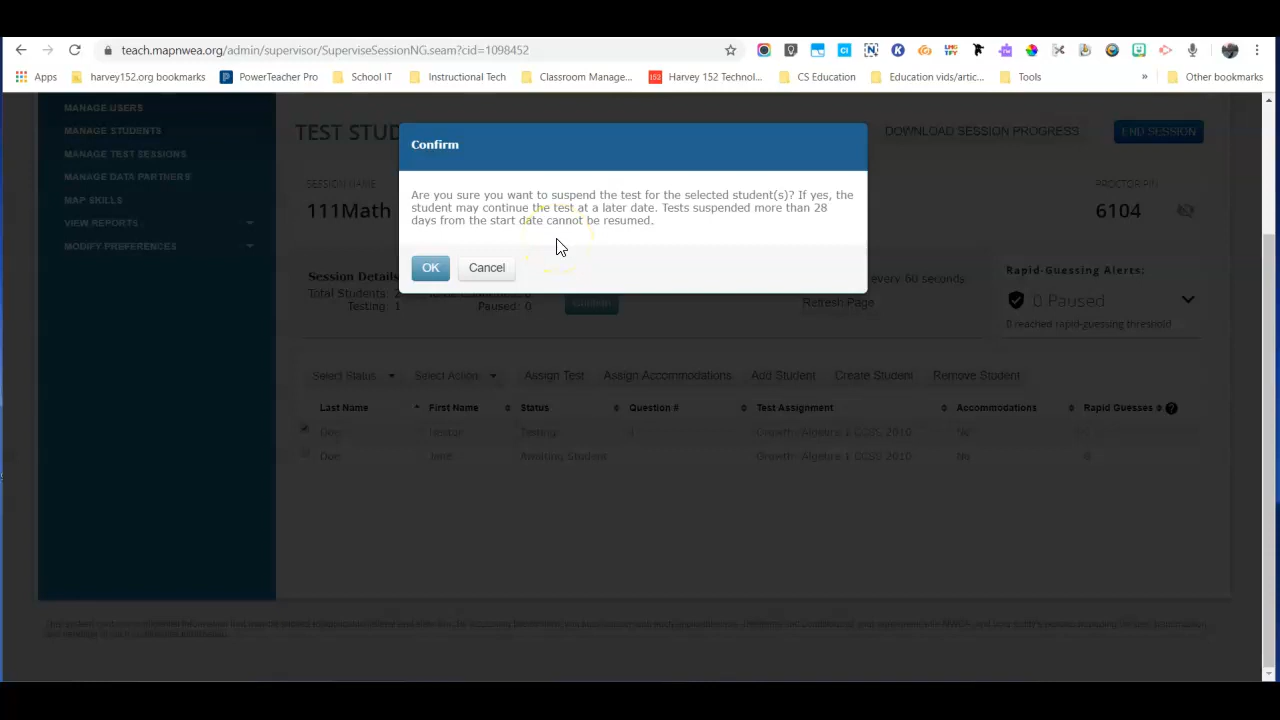 teach.mapnwea.org/admin/supervisor/SuperviseSessionNG.seam?cid=1098452
Apps harvey152.org bookmarks PowerTeacher Pro School IT Instructional Tech Classroom Manage... Harvey 152 Technol... CS Education Education vids/artic... Tools » Other bookmarks
MANAGE USERS
MANAGE STUDENTS
MANAGE TEST SESSIONS
MANAGE DATA PARTNERS
MAP SKILLS
VIEW REPORTS
MODIFY PREFERENCES
TEST STUD
DOWNLOAD SESSION PROGRESS
END SESSION
Confirm
Are you sure you want to suspend the test for the selected student(s)? If yes, the
student may continue the test at a later date. Tests suspended more than 28
days from the start date cannot be resumed.
OK Cancel
SESSION NAME
111Math
PROCTOR PIN
6104
Session Details
Total Students: 2
Testing: 1 Paused: 0
every 60 seconds
Refresh Page
Rapid-Guessing Alerts:
0 Paused
0 reached rapid-guessing threshold
Select Status Select Action Assign Test Assign Accommodations Add Student Create Student Remove Student
Last Name First Name Status Question # Test Assignment Accommodations Rapid Guesses ?
Testing 1 Growth: Algebra 1 CCSS 2010 No
Jane Awaiting Student Growth: Algebra 1 CCSS 2010 No 0